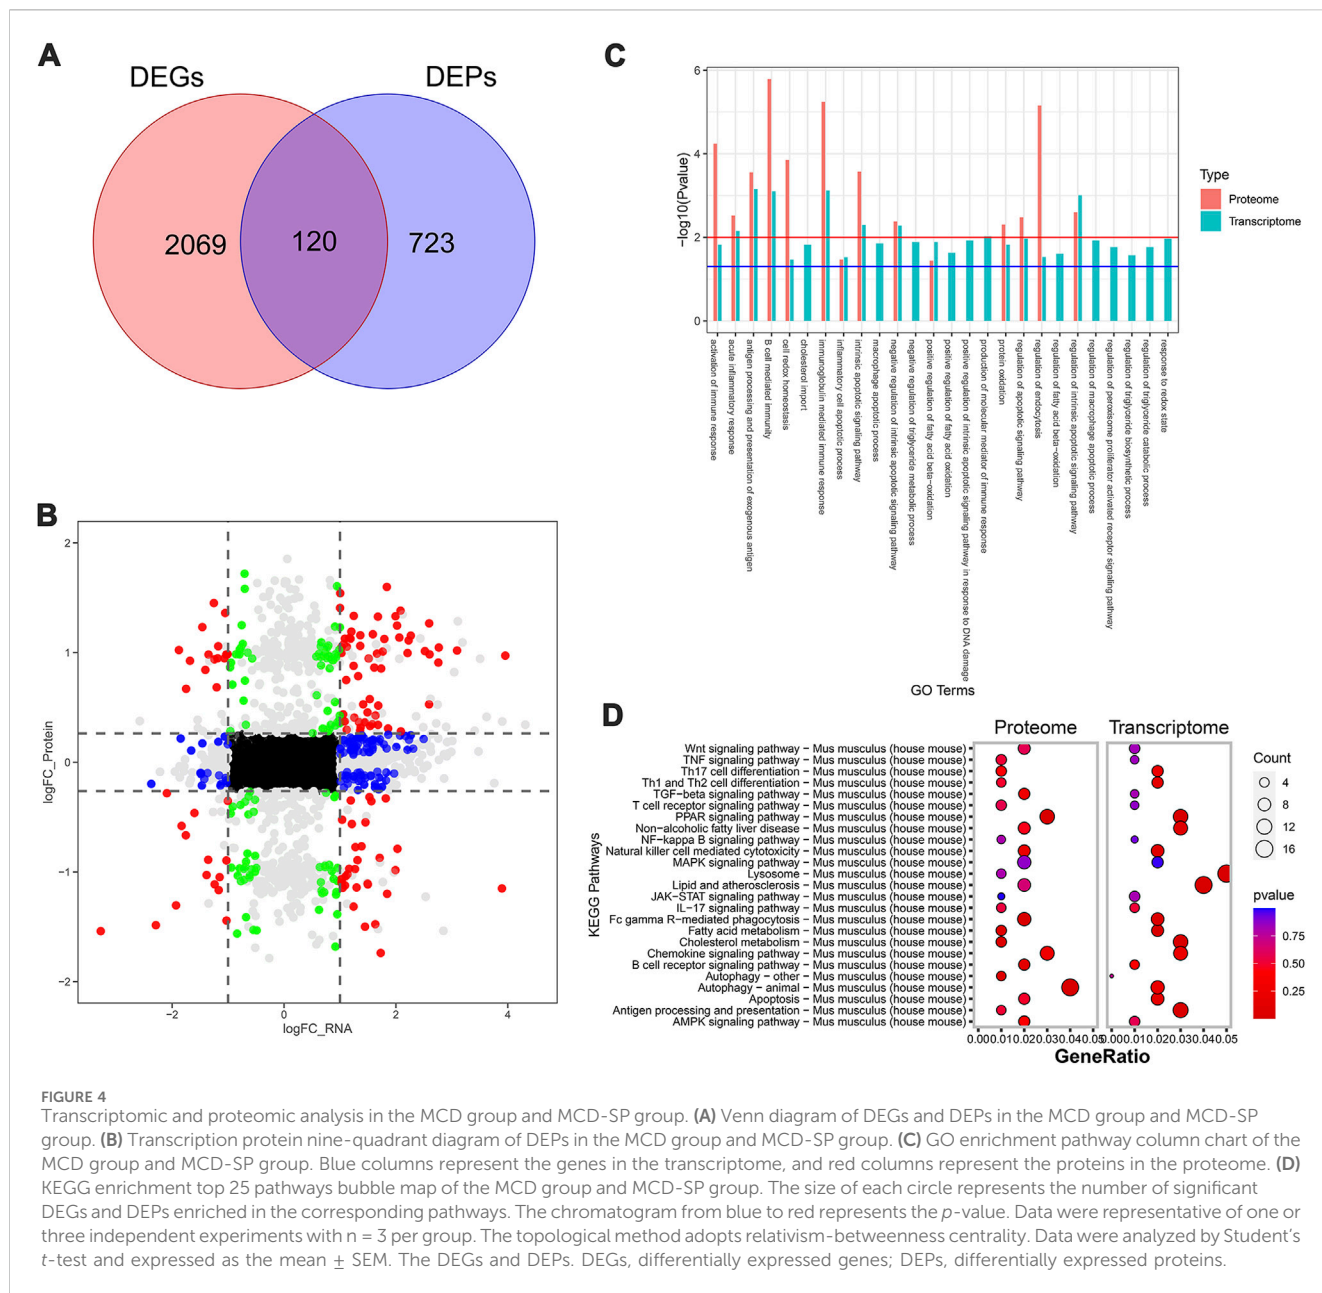 A
DEGs
DEPs
2069
120
723
B
logFC_Protein
2
1
0
−1
−2
−2
0
2
4
logFC_RNA
C
−log10(Pvalue)
6
4
2
0
activation of immune response
acute inflammatory response
antigen processing and presentation of exogenous antigen
B cell mediated immunity
cell redox homeostasis
cholesterol import
immunoglobulin mediated immune response
inflammatory cell apoptotic process
intrinsic apoptotic signaling pathway
macrophage apoptotic process
negative regulation of intrinsic apoptotic signaling pathway
negative regulation of triglyceride metabolic process
positive regulation of fatty acid beta−oxidation
positive regulation of fatty acid oxidation
positive regulation of intrinsic apoptotic signaling pathway in response to DNA damage
production of molecular mediator of immune response
protein oxidation
regulation of apoptotic signaling pathway
regulation of endocytosis
regulation of fatty acid beta−oxidation
regulation of intrinsic apoptotic signaling pathway
regulation of macrophage apoptotic process
regulation of peroxisome proliferator activated receptor signaling pathway
regulation of triglyceride biosynthetic process
regulation of triglyceride catabolic process
response to redox state
GO Terms
Type
Proteome
Transcriptome
D
Proteome
Transcriptome
KEGG Pathways
Wnt signaling pathway − Mus musculus (house mouse)
TNF signaling pathway − Mus musculus (house mouse)
Th17 cell differentiation − Mus musculus (house mouse)
Th1 and Th2 cell differentiation − Mus musculus (house mouse)
TGF−beta signaling pathway − Mus musculus (house mouse)
T cell receptor signaling pathway − Mus musculus (house mouse)
PPAR signaling pathway − Mus musculus (house mouse)
Non−alcoholic fatty liver disease − Mus musculus (house mouse)
NF−kappa B signaling pathway − Mus musculus (house mouse)
Natural killer cell mediated cytotoxicity − Mus musculus (house mouse)
MAPK signaling pathway − Mus musculus (house mouse)
Lysosome − Mus musculus (house mouse)
Lipid and atherosclerosis − Mus musculus (house mouse)
JAK−STAT signaling pathway − Mus musculus (house mouse)
IL−17 signaling pathway − Mus musculus (house mouse)
Fc gamma R−mediated phagocytosis − Mus musculus (house mouse)
Fatty acid metabolism − Mus musculus (house mouse)
Cholesterol metabolism − Mus musculus (house mouse)
Chemokine signaling pathway − Mus musculus (house mouse)
B cell receptor signaling pathway − Mus musculus (house mouse)
Autophagy − other − Mus musculus (house mouse)
Autophagy − animal − Mus musculus (house mouse)
Apoptosis − Mus musculus (house mouse)
Antigen processing and presentation − Mus musculus (house mouse)
AMPK signaling pathway − Mus musculus (house mouse)
0.000.010.020.030.040.05
0.000.010.020.030.040.05
GeneRatio
Count
4
8
12
16
pvalue
0.75
0.50
0.25
FIGURE 4
Transcriptomic and proteomic analysis in the MCD group and MCD-SP group. (A) Venn diagram of DEGs and DEPs in the MCD group and MCD-SP
group. (B) Transcription protein nine-quadrant diagram of DEPs in the MCD group and MCD-SP group. (C) GO enrichment pathway column chart of the
MCD group and MCD-SP group. Blue columns represent the genes in the transcriptome, and red columns represent the proteins in the proteome. (D)
KEGG enrichment top 25 pathways bubble map of the MCD group and MCD-SP group. The size of each circle represents the number of significant
DEGs and DEPs enriched in the corresponding pathways. The chromatogram from blue to red represents the p-value. Data were representative of one or
three independent experiments with n = 3 per group. The topological method adopts relativism-betweenness centrality. Data were analyzed by Student's
t-test and expressed as the mean ± SEM. The DEGs and DEPs. DEGs, differentially expressed genes; DEPs, differentially expressed proteins.